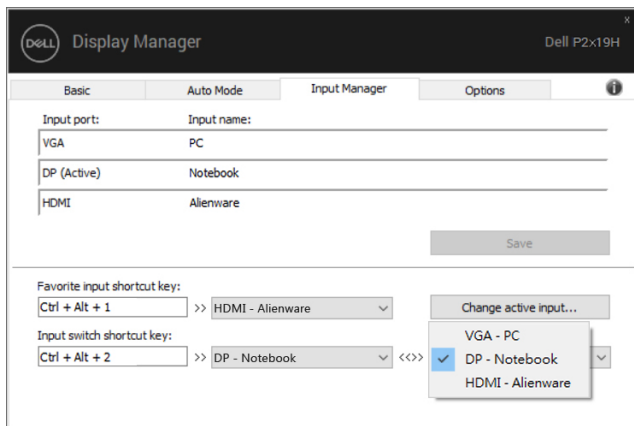 x
DELL Display Manager Dell P2x19H
Basic Auto Mode Input Manager Options i
Input port: Input name:
VGA PC
DP (Active) Notebook
HDMI Alienware
Save
Favorite input shortcut key:
Ctrl + Alt + 1 >> HDMI - Alienware Change active input...
Input switch shortcut key:
Ctrl + Alt + 2 >> DP - Notebook <<>>
VGA - PC
✓ DP - Notebook
HDMI - Alienware